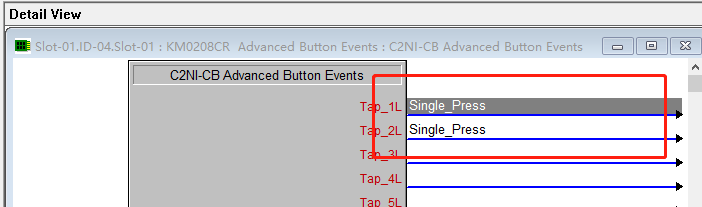 Detail View
Slot-01.ID-04.Slot-01 : KM0208CR Advanced Button Events : C2NI-CB Advanced Button Events
C2NI-CB Advanced Button Events
Tap_1L Single_Press
Tap_2L Single_Press
Tap_3L
Tap_4L
Tap_5L